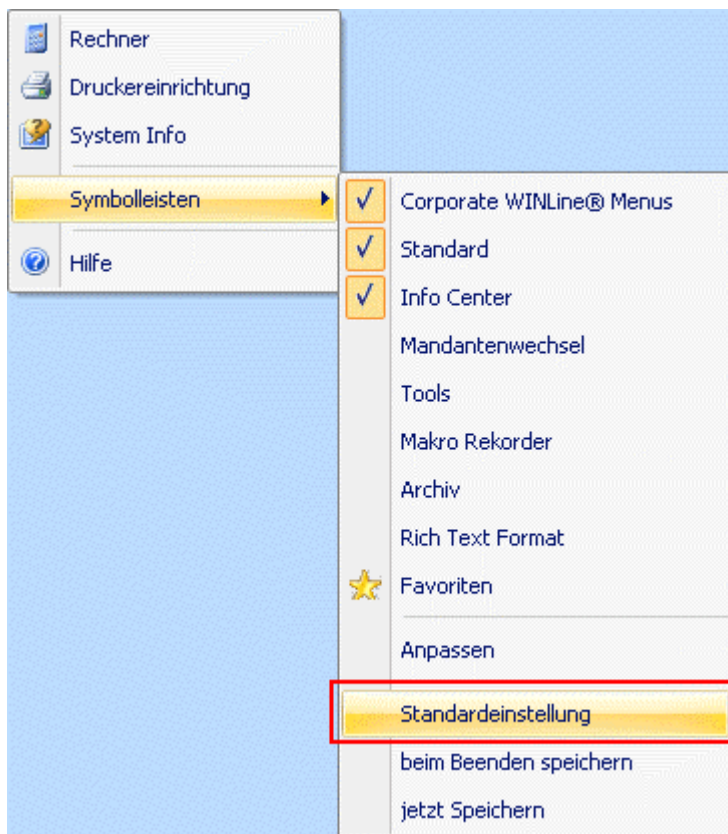 Rechner
Druckereinrichtung
System Info
Symbolleisten
Hilfe
Corporate WINLine® Menus
Standard
Info Center
Mandantenwechsel
Tools
Makro Rekorder
Archiv
Rich Text Format
Favoriten
Anpassen
Standardeinstellung
beim Beenden speichern
jetzt Speichern